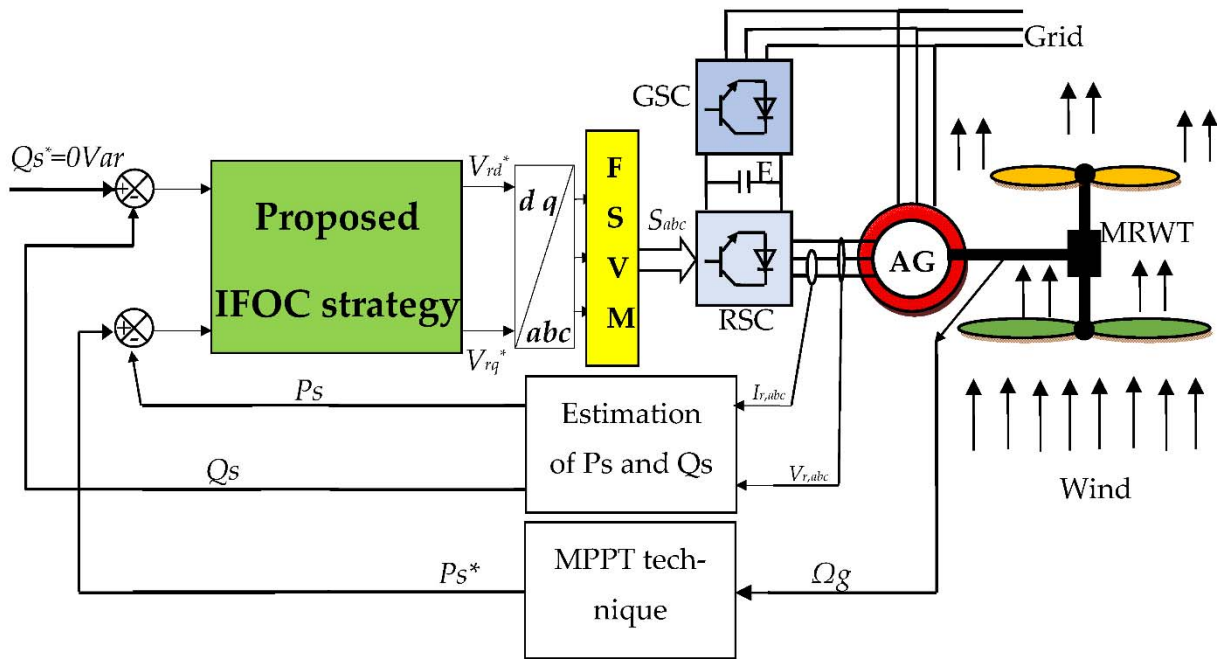 Grid
GSC
E
Qs*=0Var
Proposed
IFOC strategy
Vrd*
Vrq*
d q
abc
F
S
V
M
Sabc
RSC
AG
MRWT
Ps
Qs
Estimation
of Ps and Qs
Ir,abc
Vr,abc
Wind
Ps*
MPPT tech-
nique
Ωg